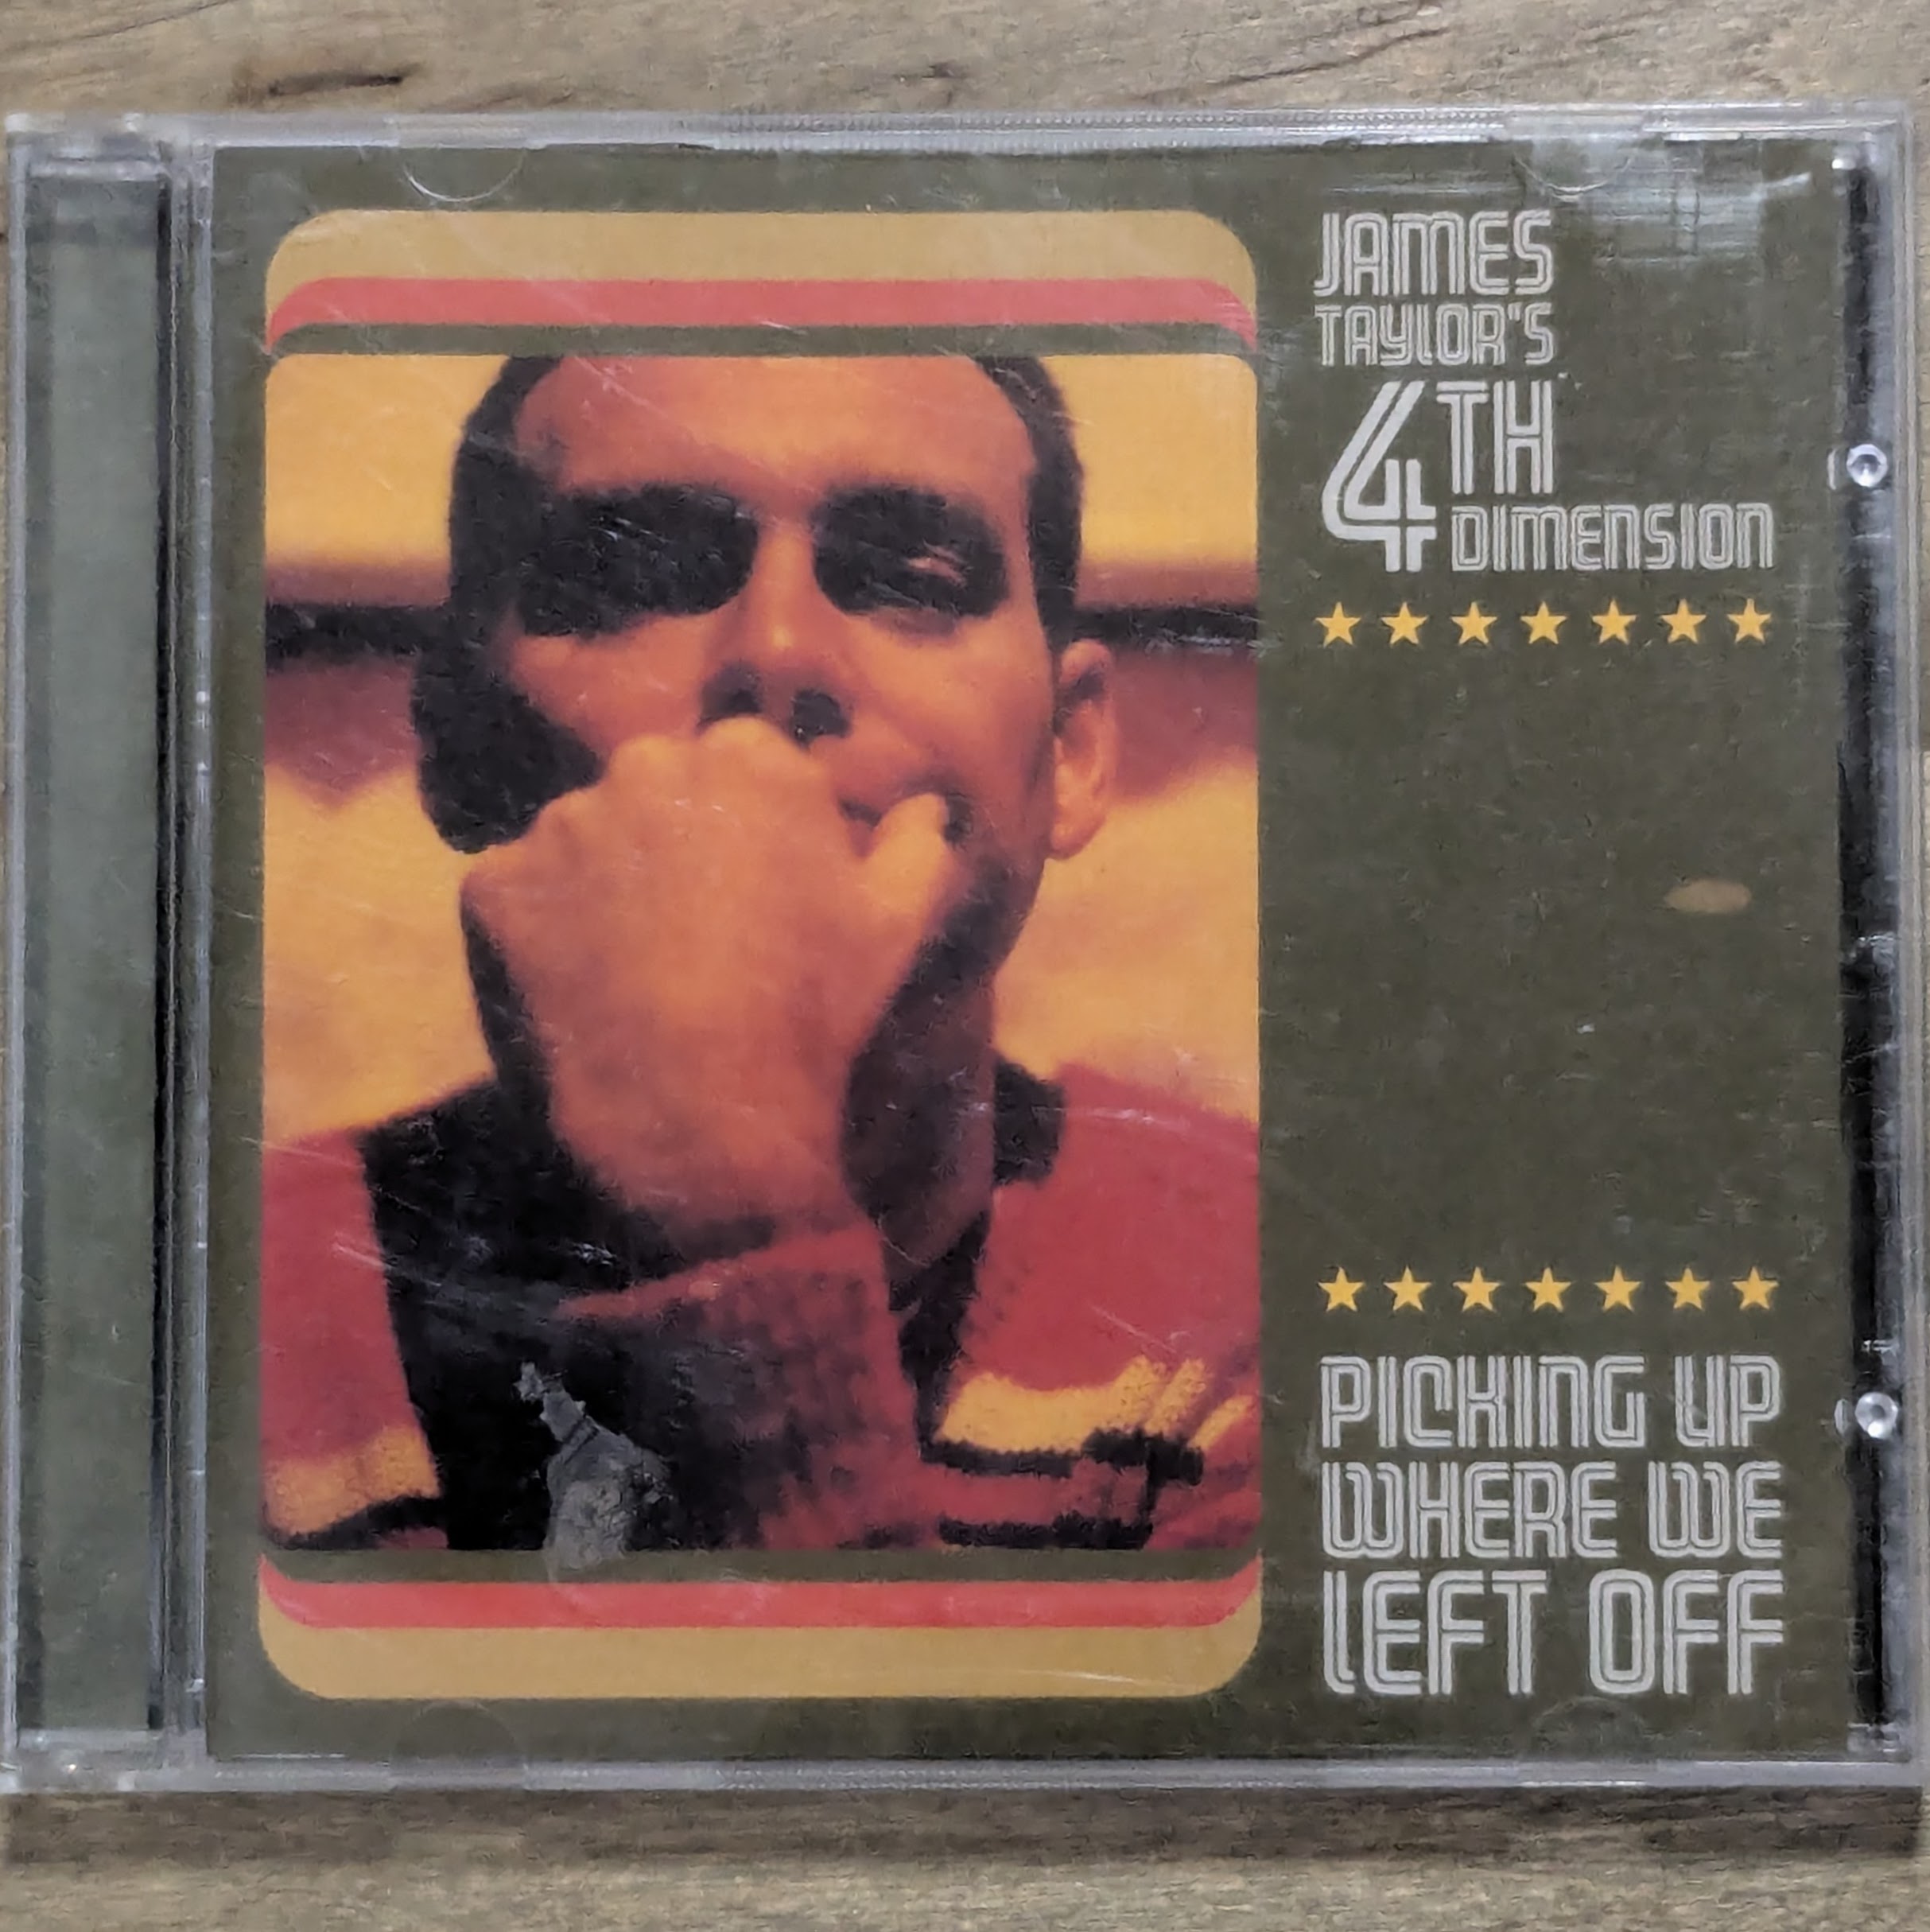 JAMES
TAYLOR'S
4TH
DIMENSION
PICKING UP
WHERE WE
LEFT OFF